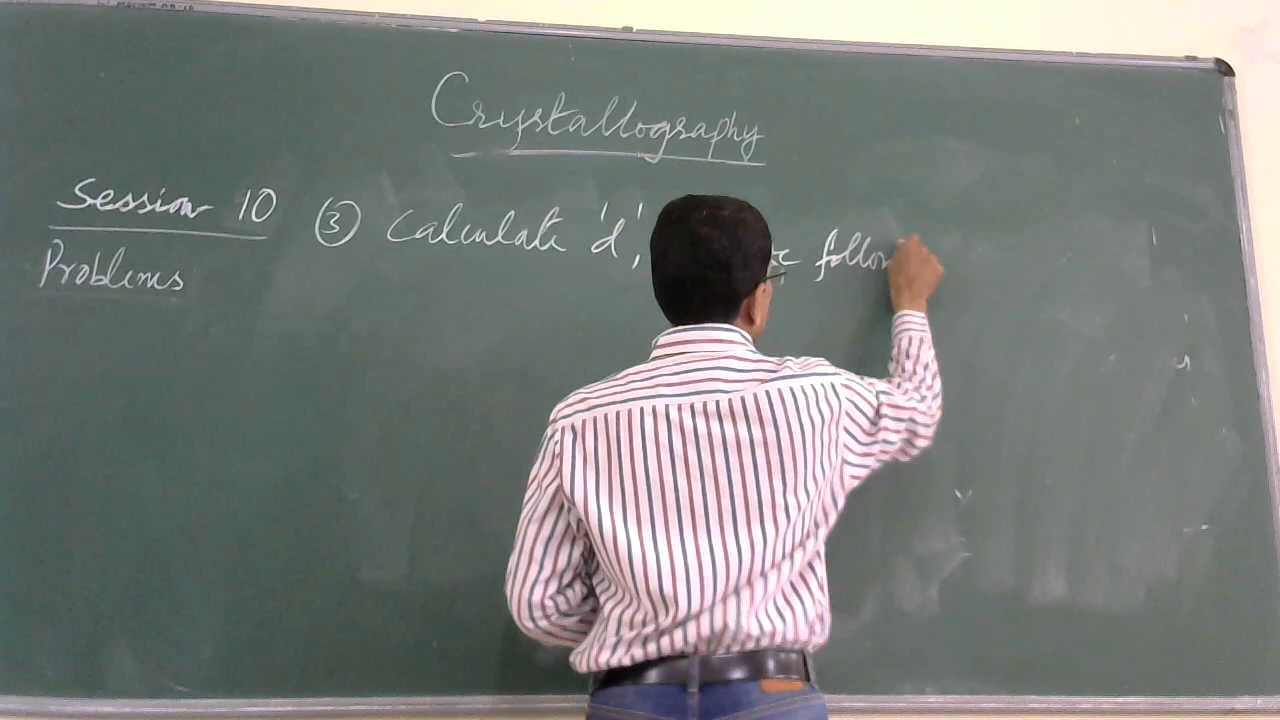 Crystallography
Session 10
Problems
③ Calculate 'd', follow